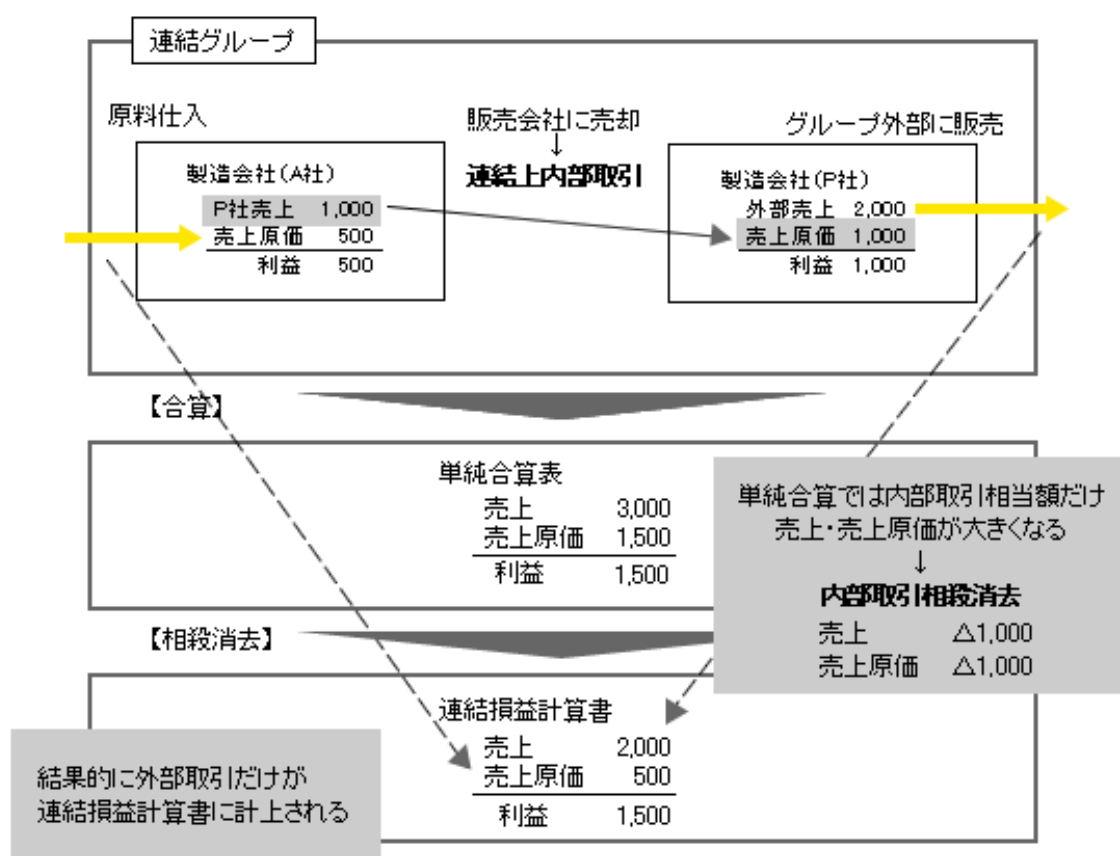 連結グループ
原料仕入
販売会社に売却
↓
連結上内部取引
グループ外部に販売
製造会社(A社)
P社売上 1,000
売上原価 500
利益 500
製造会社(P社)
外部売上 2,000
売上原価 1,000
利益 1,000
【合算】
単純合算表
売上 3,000
売上原価 1,500
利益 1,500
単純合算では内部取引相当額だけ
売上・売上原価が大きくなる
↓
内部取引相殺消去
売上 △1,000
売上原価 △1,000
【相殺消去】
連結損益計算書
売上 2,000
売上原価 500
利益 1,500
結果的に外部取引だけが
連結損益計算書に計上される